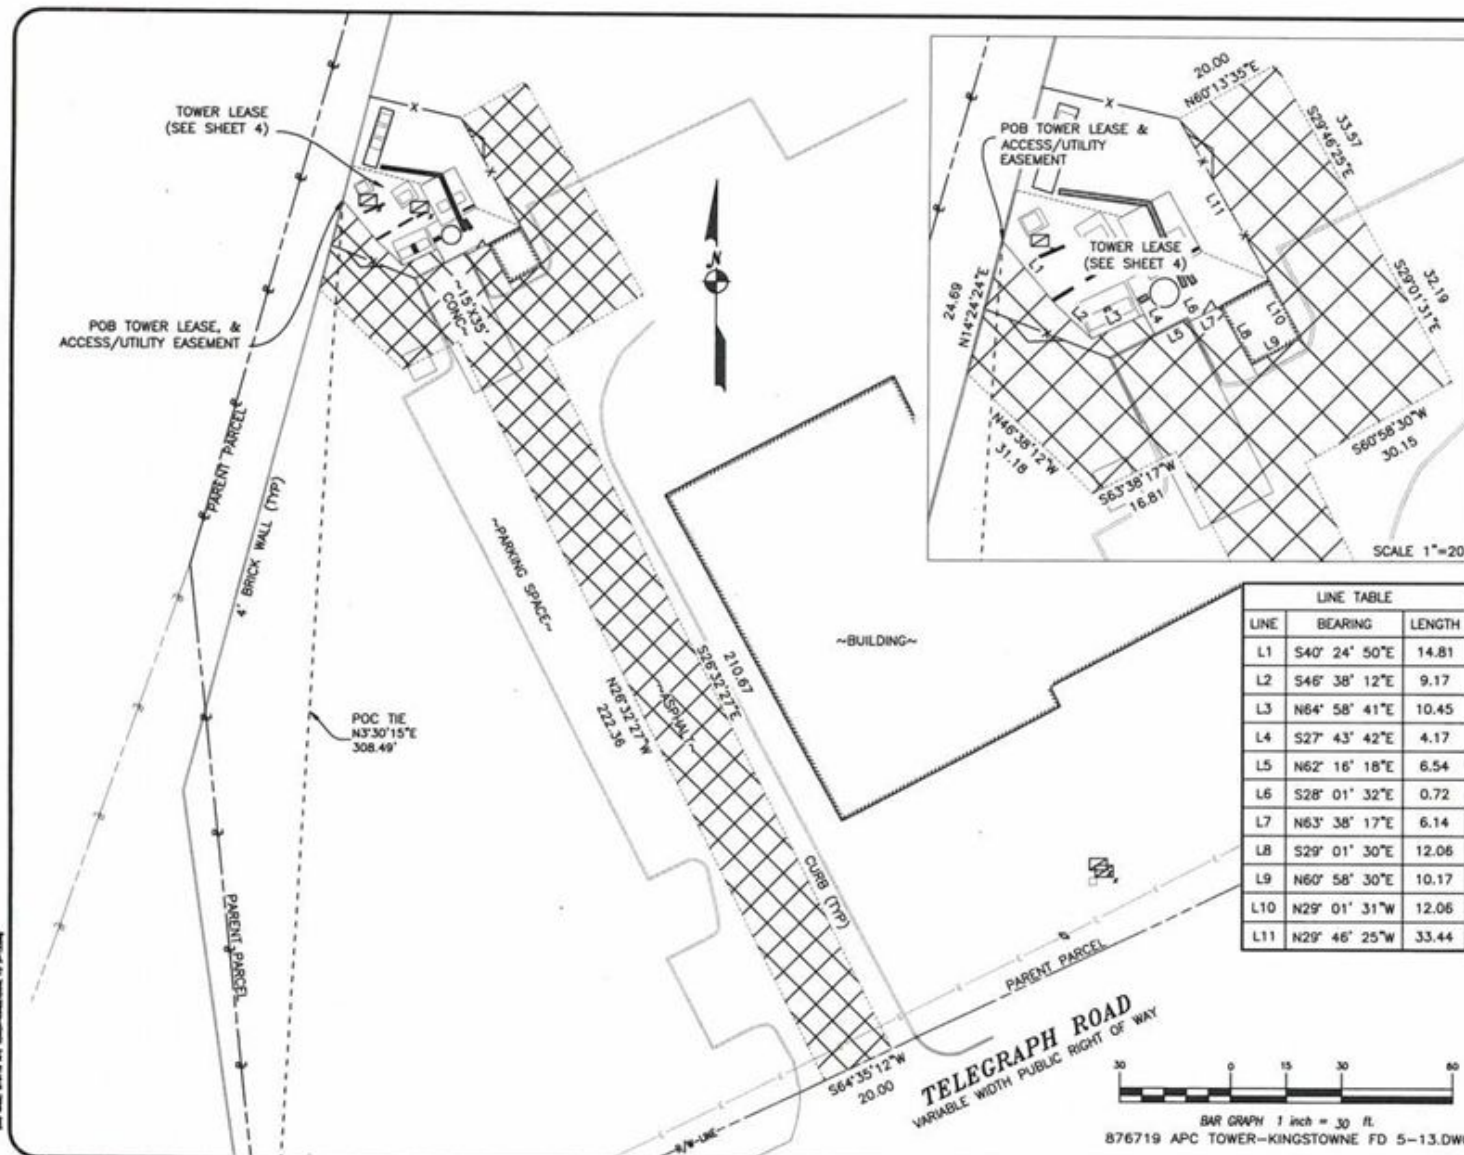 TOWER LEASE
(SEE SHEET 4)
POB TOWER LEASE, &
ACCESS/UTILITY EASEMENT
~15'X35'
CONC~
PARENT PARCEL
4' BRICK WALL (TYP)
~PARKING SPACE~
POC TIE
N3°30'15"E
308.49'
PARENT PARCEL
N26°32'27"W
222.36
~ASPHALT~
S26°32'27"E
210.67
~BUILDING~
CURB (TYP)
PARENT PARCEL
S64°35'12"W
20.00
TELEGRAPH ROAD
VARIABLE WIDTH PUBLIC RIGHT OF WAY
R/W-LINE
N
20.00
N60°13'35"E
33.57
S29°46'25"E
POB TOWER LEASE &
ACCESS/UTILITY
EASEMENT
TOWER LEASE
(SEE SHEET 4)
L11
L1
L2
L3
L4
L5
L6
L7
L8
L9
L10
24.69
N14°24'24"E
32.19
S29°01'31"E
N46°38'12"W
31.18
S63°38'17"W
16.81
S60°58'30"W
30.15
SCALE 1"=20
LINE TABLE
LINE BEARING LENGTH
L1 S40° 24' 50"E 14.81
L2 S46° 38' 12"E 9.17
L3 N64° 58' 41"E 10.45
L4 S27° 43' 42"E 4.17
L5 N62° 16' 18"E 6.54
L6 S28° 01' 32"E 0.72
L7 N63° 38' 17"E 6.14
L8 S29° 01' 30"E 12.06
L9 N60° 58' 30"E 10.17
L10 N29° 01' 31"W 12.06
L11 N29° 46' 25"W 33.44
30 0 15 30 60
BAR GRAPH 1 inch = 30 ft.
876719 APC TOWER-KINGSTOWNE FD 5-13.DW